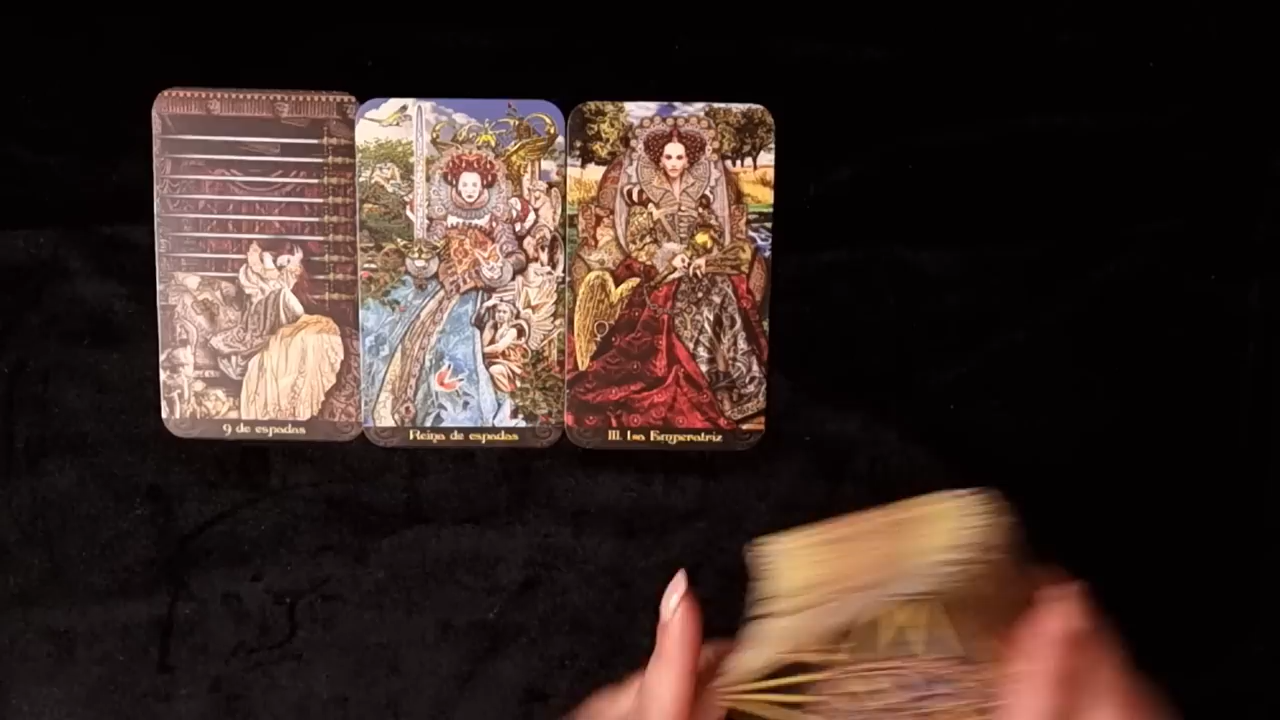 9 de espadas
Reina de espadas
III. La Emperatriz